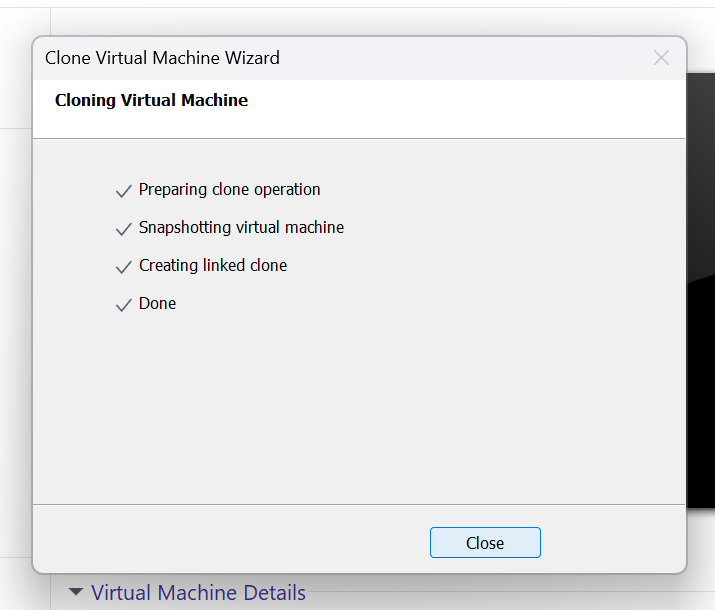 Clone Virtual Machine Wizard
Cloning Virtual Machine
Preparing clone operation
Snapshotting virtual machine
Creating linked clone
Done
Close
Virtual Machine Details